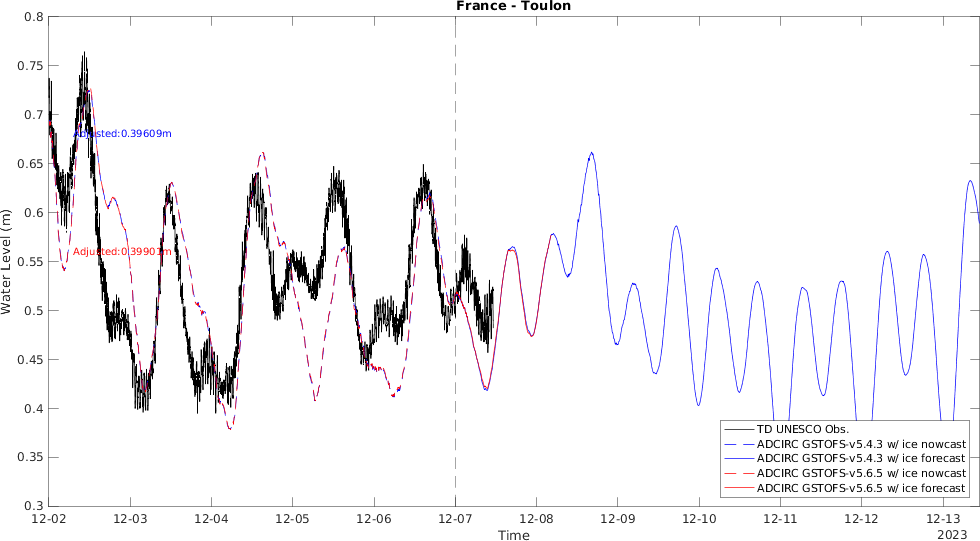 France - Toulon
0.8
0.75
0.7
0.65
0.6
0.55
0.5
0.45
0.4
0.35
0.3
Water Level (m)
Adjusted:0.39609m
Adjusted:0.39901m
TD UNESCO Obs.
ADCIRC GSTOFS-v5.4.3 w/ ice nowcast
ADCIRC GSTOFS-v5.4.3 w/ ice forecast
ADCIRC GSTOFS-v5.6.5 w/ ice nowcast
ADCIRC GSTOFS-v5.6.5 w/ ice forecast
12-02 12-03 12-04 12-05 12-06 12-07 12-08 12-09 12-10 12-11 12-12 12-13
Time
2023